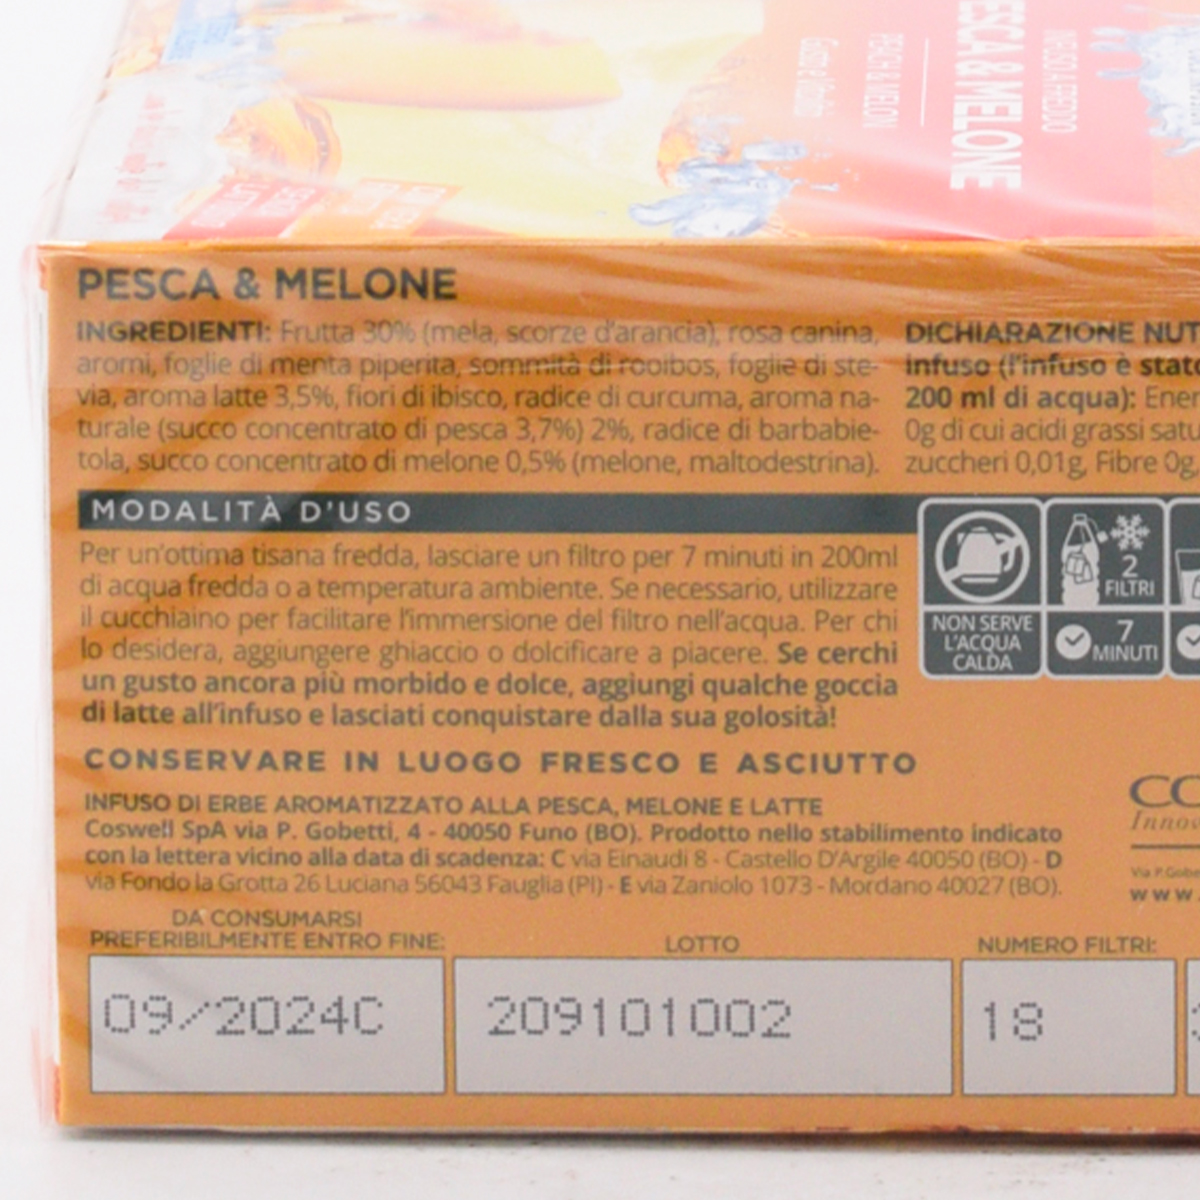 ESCA & MELONE
INFUSO A FREDDO
PEACH & MELON
PESCA & MELONE
INGREDIENTI: Frutta 30% (mela, scorze d'arancia), rosa canina,
aromi, foglie di menta piperita, sommità di rooibos, foglie di ste-
via, aroma latte 3,5%, fiori di ibisco, radice di curcuma, aroma na-
turale (succo concentrato di pesca 3,7%) 2%, radice di barbabie-
tola, succo concentrato di melone 0,5% (melone, maltodestrina).
DICHIARAZIONE NUT
infuso (l'infuso è stato
200 ml di acqua): Ener
0g di cui acidi grassi satu
zuccheri 0,01g, Fibre 0g,
MODALITÀ D'USO
Per un'ottima tisana fredda, lasciare un filtro per 7 minuti in 200ml
di acqua fredda o a temperatura ambiente. Se necessario, utilizzare
il cucchiaino per facilitare l'immersione del filtro nell'acqua. Per chi
lo desidera, aggiungere ghiaccio o dolcificare a piacere. Se cerchi
un gusto ancora più morbido e dolce, aggiungi qualche goccia
di latte all'infuso e lasciati conquistare dalla sua golosità!
NON SERVE
L'ACQUA
CALDA
2
FILTRI
7
MINUTI
CONSERVARE IN LUOGO FRESCO E ASCIUTTO
INFUSO DI ERBE AROMATIZZATO ALLA PESCA, MELONE E LATTE
Coswell SpA via P. Gobetti, 4 - 40050 Funo (BO). Prodotto nello stabilimento indicato
con la lettera vicino alla data di scadenza: C via Einaudi 8 - Castello D'Argile 40050 (BO) - D
via Fondo la Grotta 26 Luciana 56043 Fauglia (PI) - E via Zaniolo 1073 - Mordano 40027 (BO).
CO
Innov
Via P.Gobe
www.
DA CONSUMARSI
PREFERIBILMENTE ENTRO FINE:
LOTTO
NUMERO FILTRI:
09/2024C
209101002
18